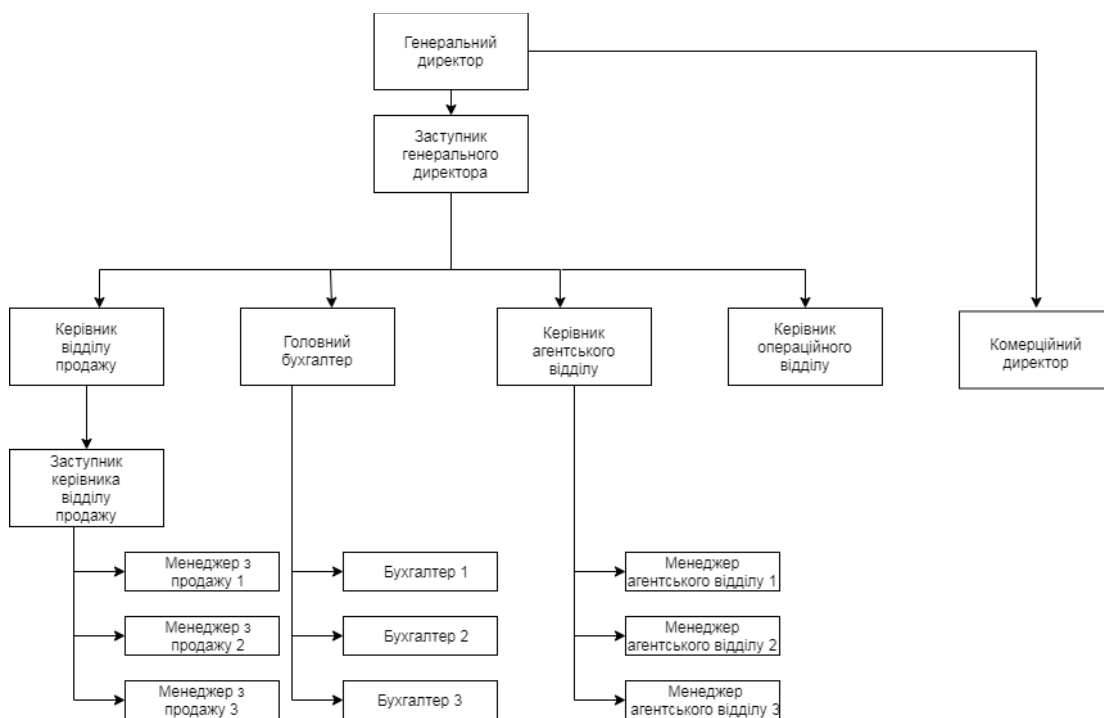 Генеральний
директор
Заступник
генерального
директора
Керівник
відділу
продажу
Головний
бухгалтер
Керівник
агентського
відділу
Керівник
операційного
відділу
Комерційний
директор
Заступник
керівника
відділу
продажу
Менеджер з
продажу 1
Бухгалтер 1
Менеджер
агентського відділу 1
Менеджер з
продажу 2
Бухгалтер 2
Менеджер
агентського відділу 2
Менеджер з
продажу 3
Бухгалтер 3
Менеджер
агентського відділу 3